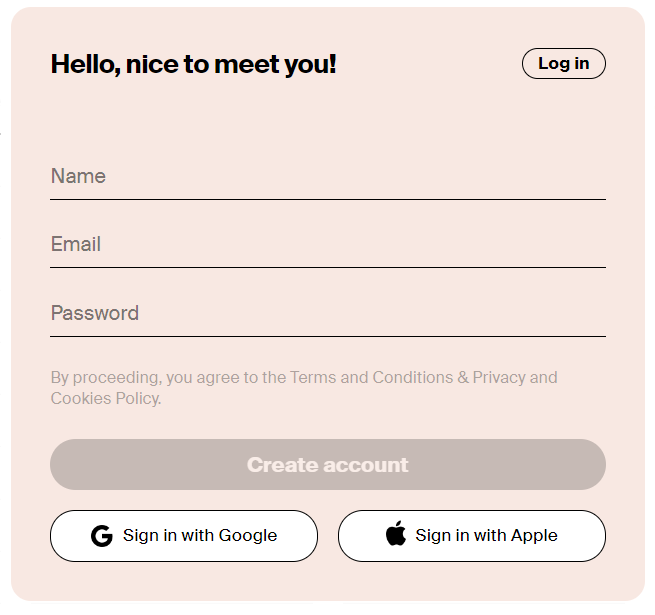 Hello, nice to meet you!
Log in
Name
Email
Password
By proceeding, you agree to the Terms and Conditions & Privacy and
Cookies Policy.
Create account
Sign in with Google
Sign in with Apple